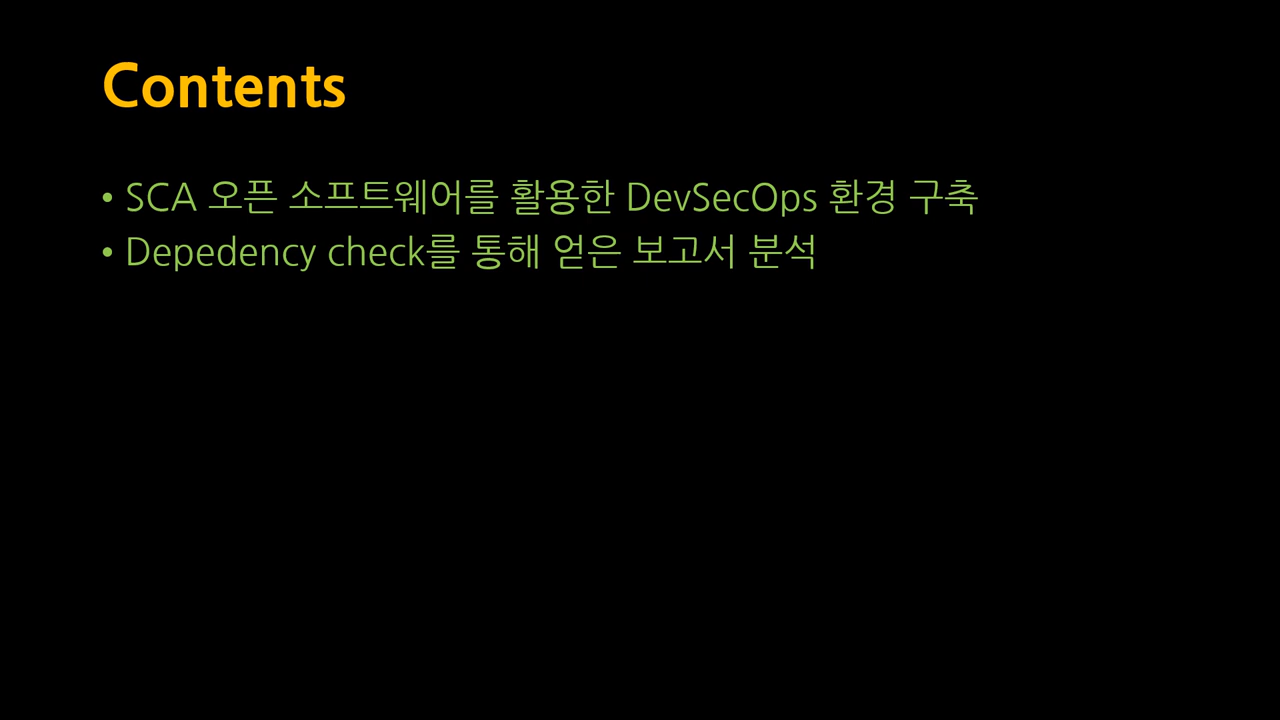 Contents
• SCA 오픈 소프트웨어를 활용한 DevSecOps 환경 구축
• Depedency check를 통해 얻은 보고서 분석